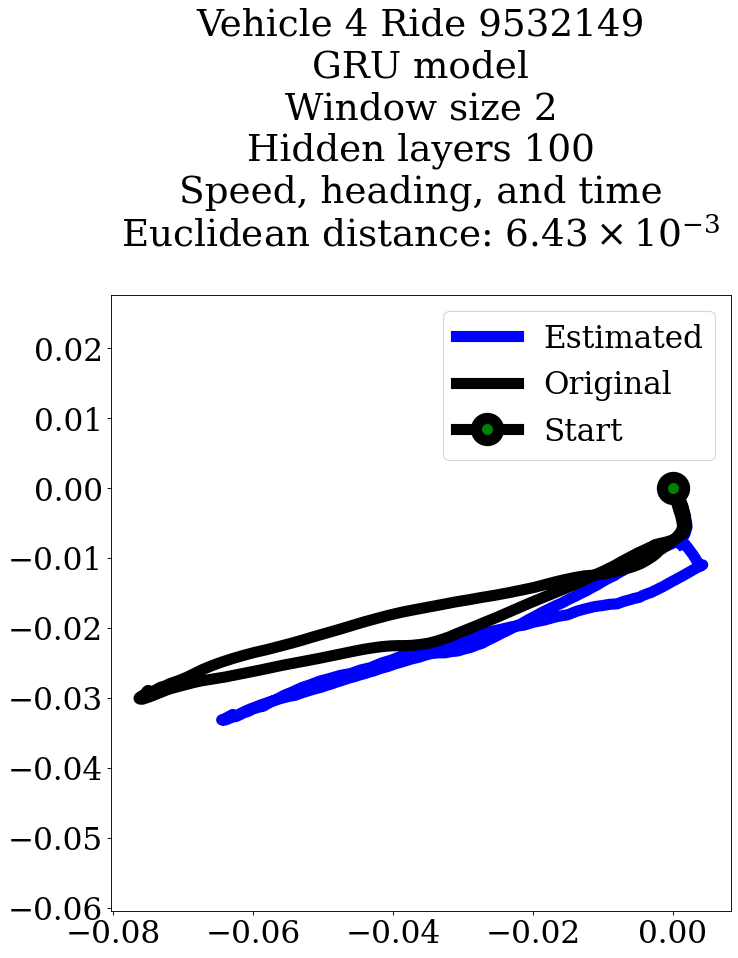 Vehicle 4 Ride 9532149
GRU model
Window size 2
Hidden layers 100
Speed, heading, and time
Euclidean distance: 6.43 × 10⁻³
Estimated
Original
Start
0.02
0.01
0.00
−0.01
−0.02
−0.03
−0.04
−0.05
−0.06
−0.08 −0.06 −0.04 −0.02 0.00